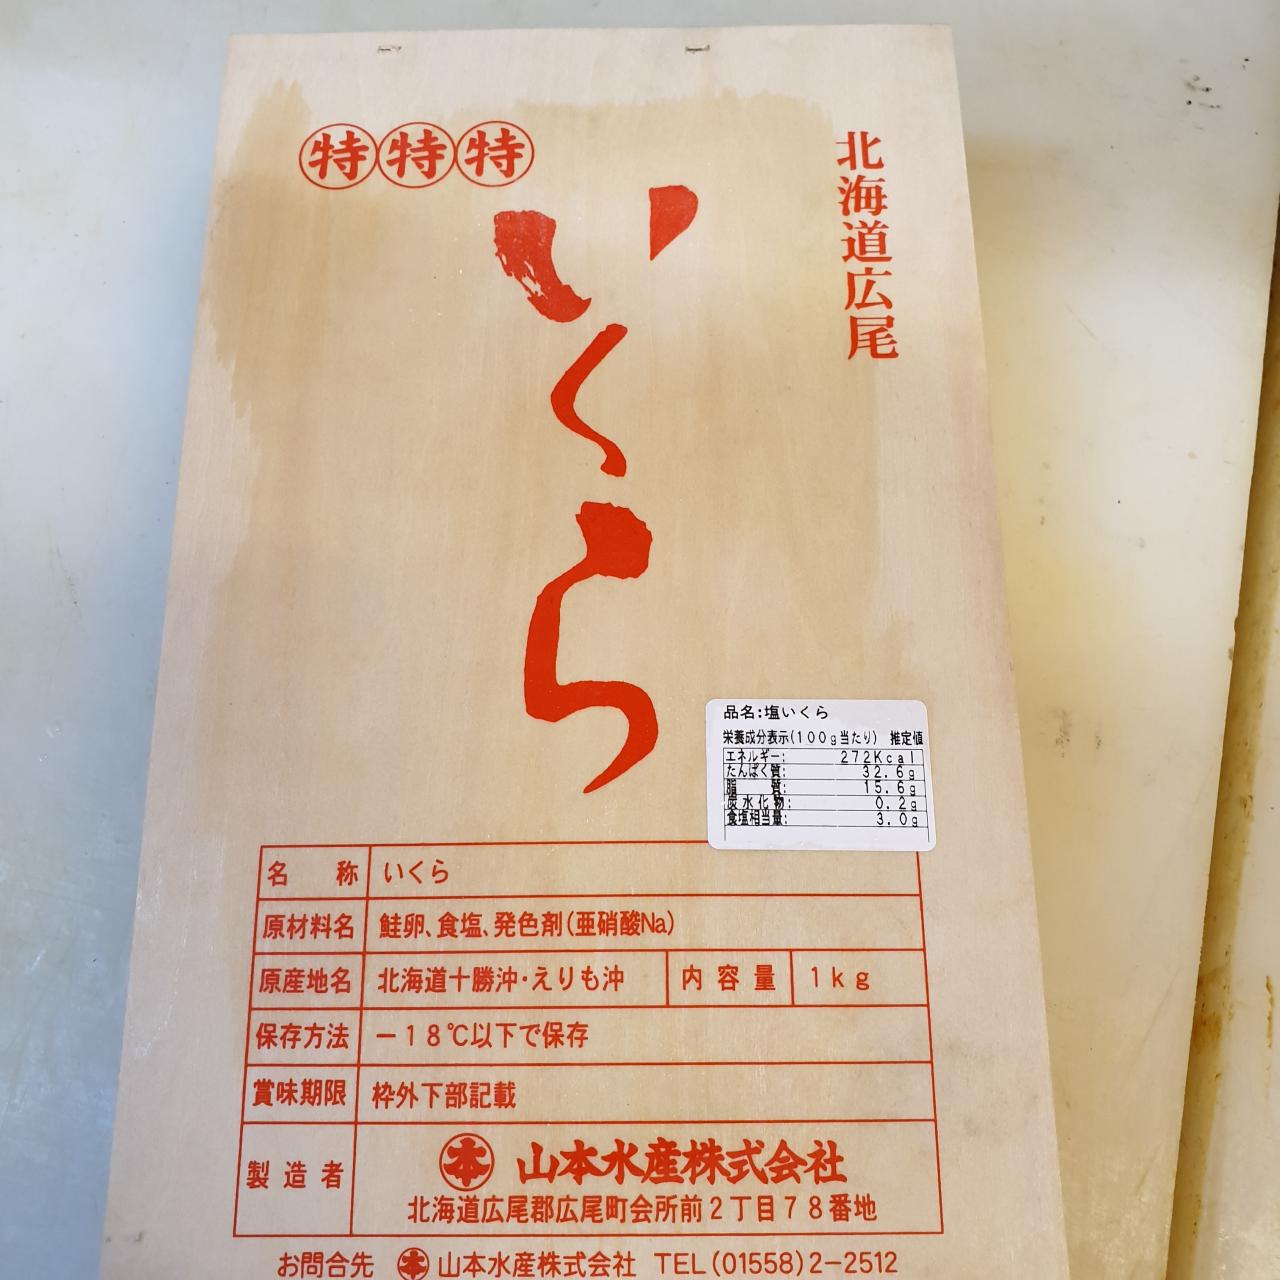 特特特
北海道広尾
いくら
品名:塩いくら
栄養成分表示(100g当たり) 推定値
エネルギー: 272Kcal
たんぱく質: 32.6g
脂 質: 15.6g
炭水化物: 0.2g
食塩相当量: 3.0g
名 称 いくら
原材料名 鮭卵、食塩、発色剤(亜硝酸Na)
原産地名 北海道十勝沖・えりも沖 内容量 1kg
保存方法 -18℃以下で保存
賞味期限 枠外下部記載
製造者 本 山本水産株式会社
北海道広尾郡広尾町会所前2丁目78番地
お問合先 本 山本水産株式会社 TEL(01558)2-2512